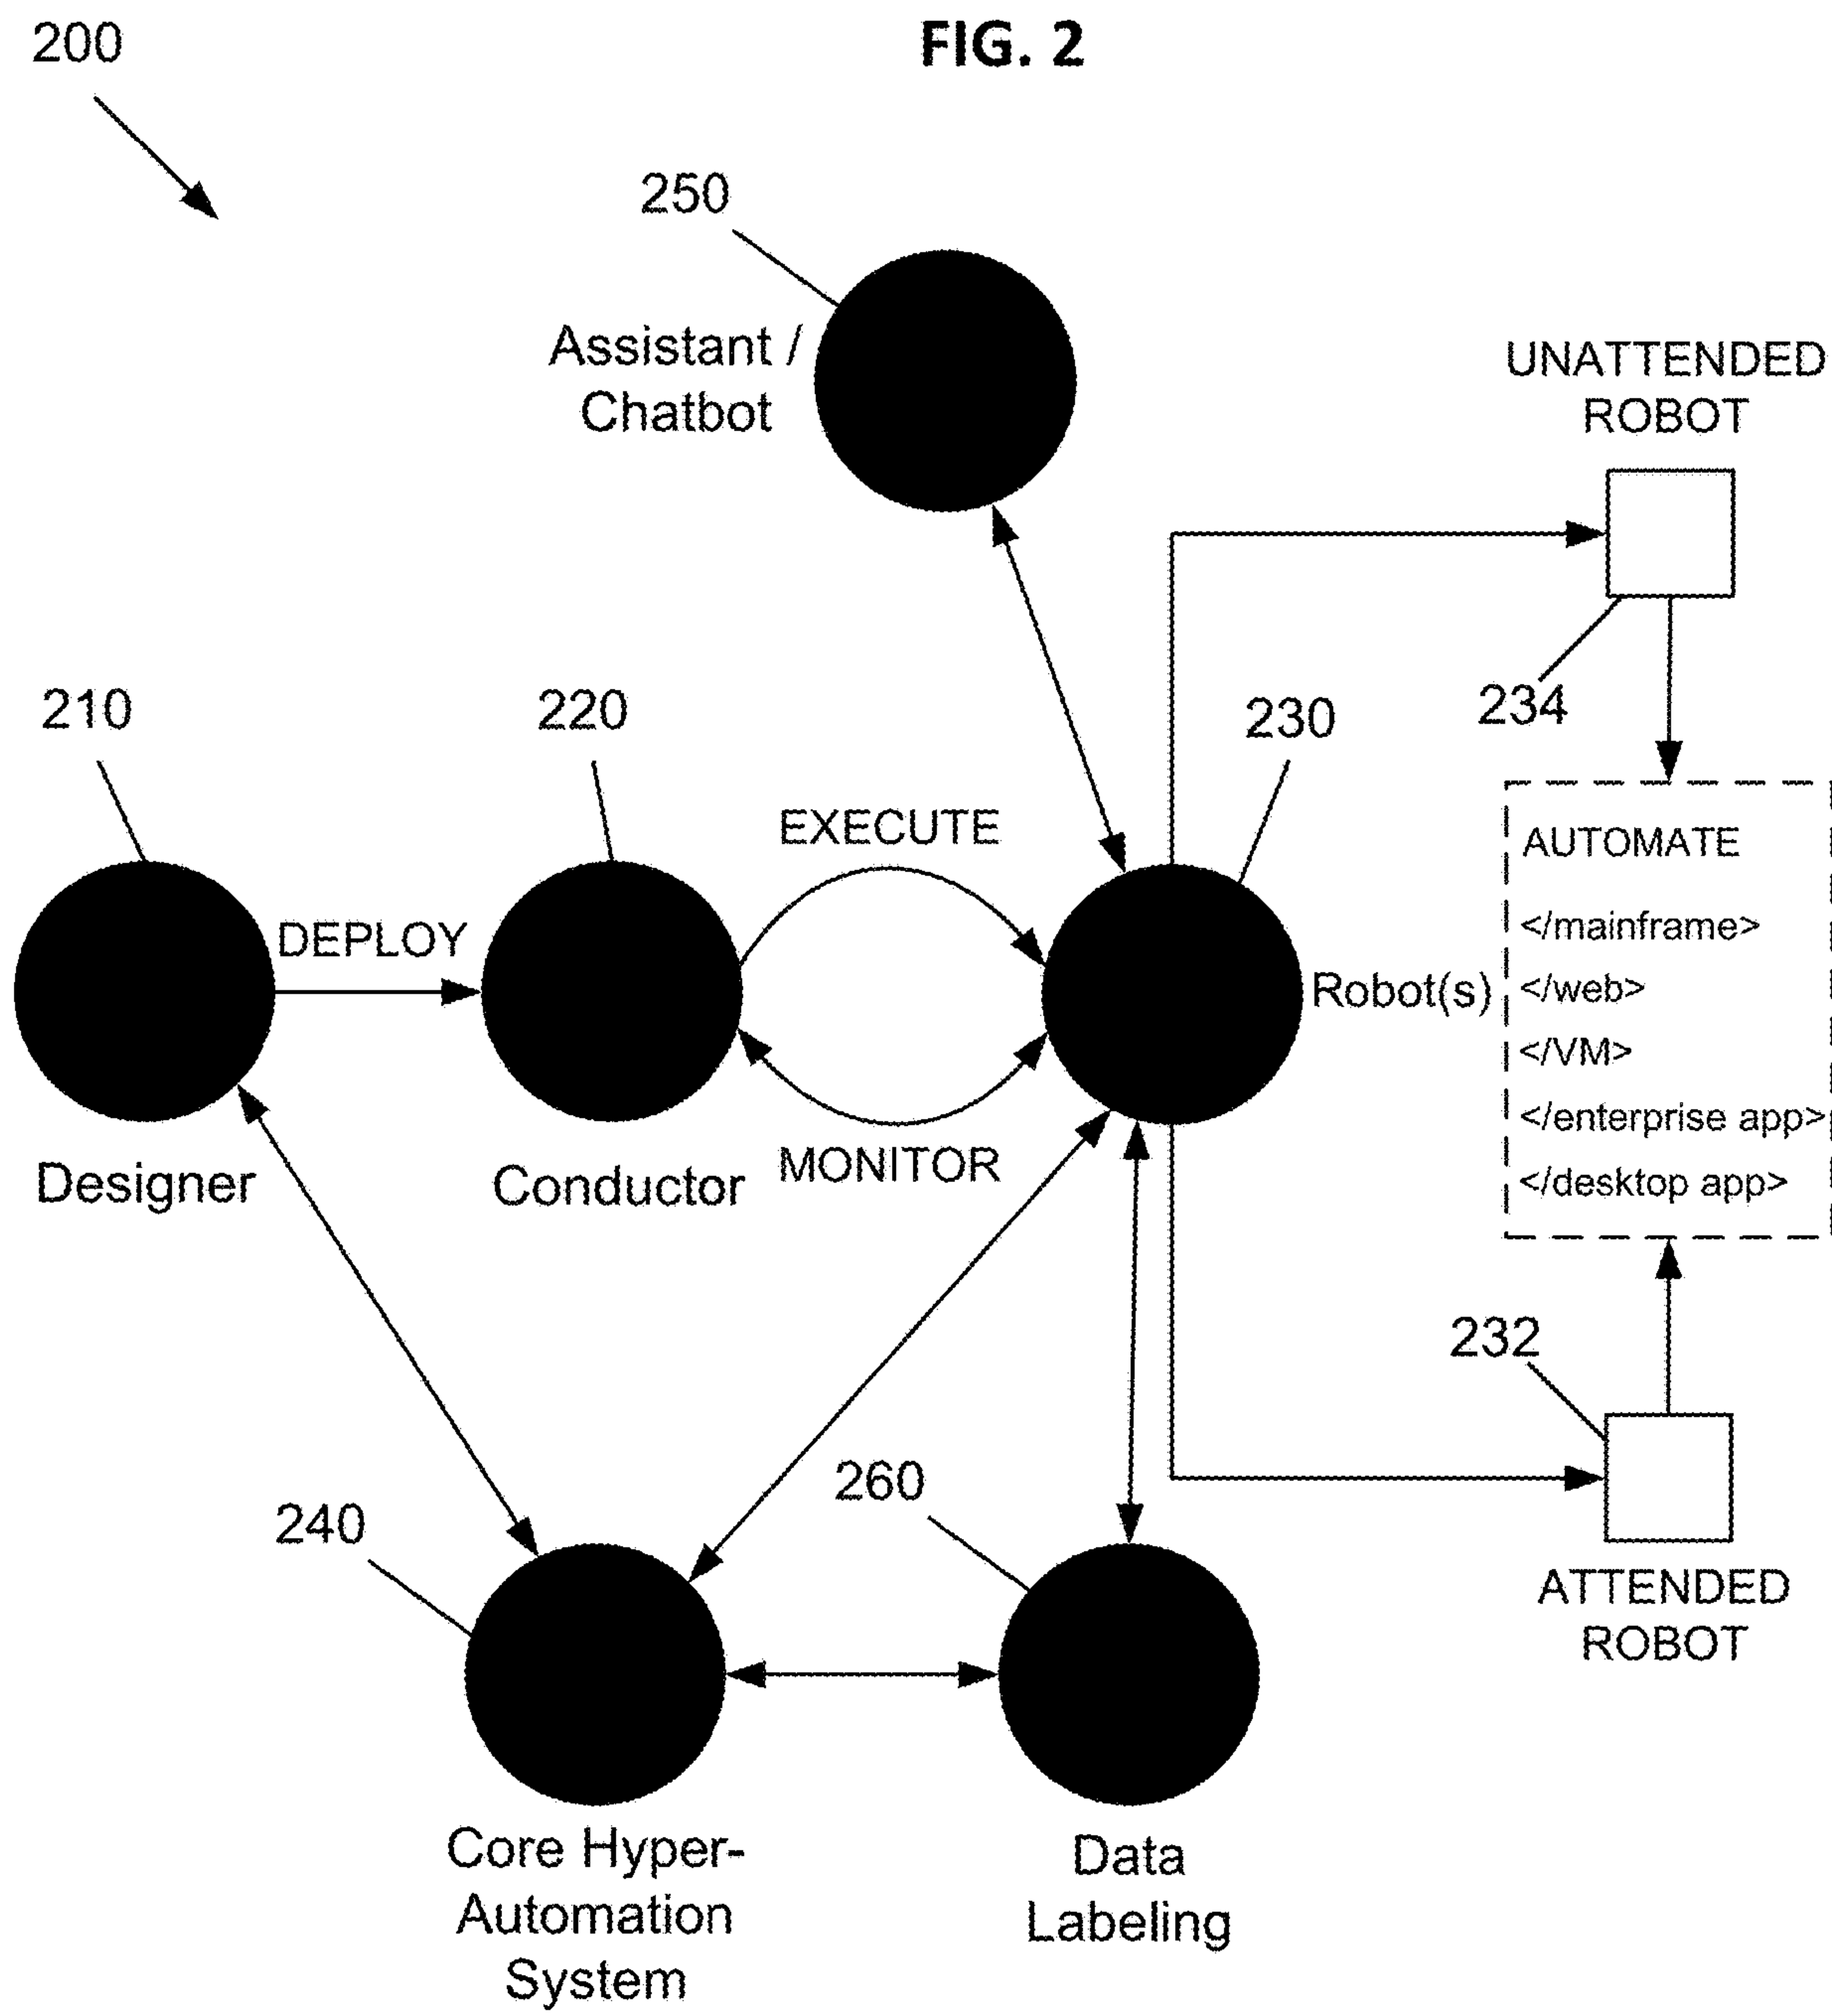 FIG. 2
200
250
Assistant /
Chatbot
UNATTENDED
ROBOT
234
210
220
230
EXECUTE
DEPLOY
MONITOR
Designer
Conductor
Robot(s)
AUTOMATE
</mainframe>
</web>
</VM>
</enterprise app>
</desktop app>
232
ATTENDED
ROBOT
240
260
Core Hyper-
Automation
System
Data
Labeling